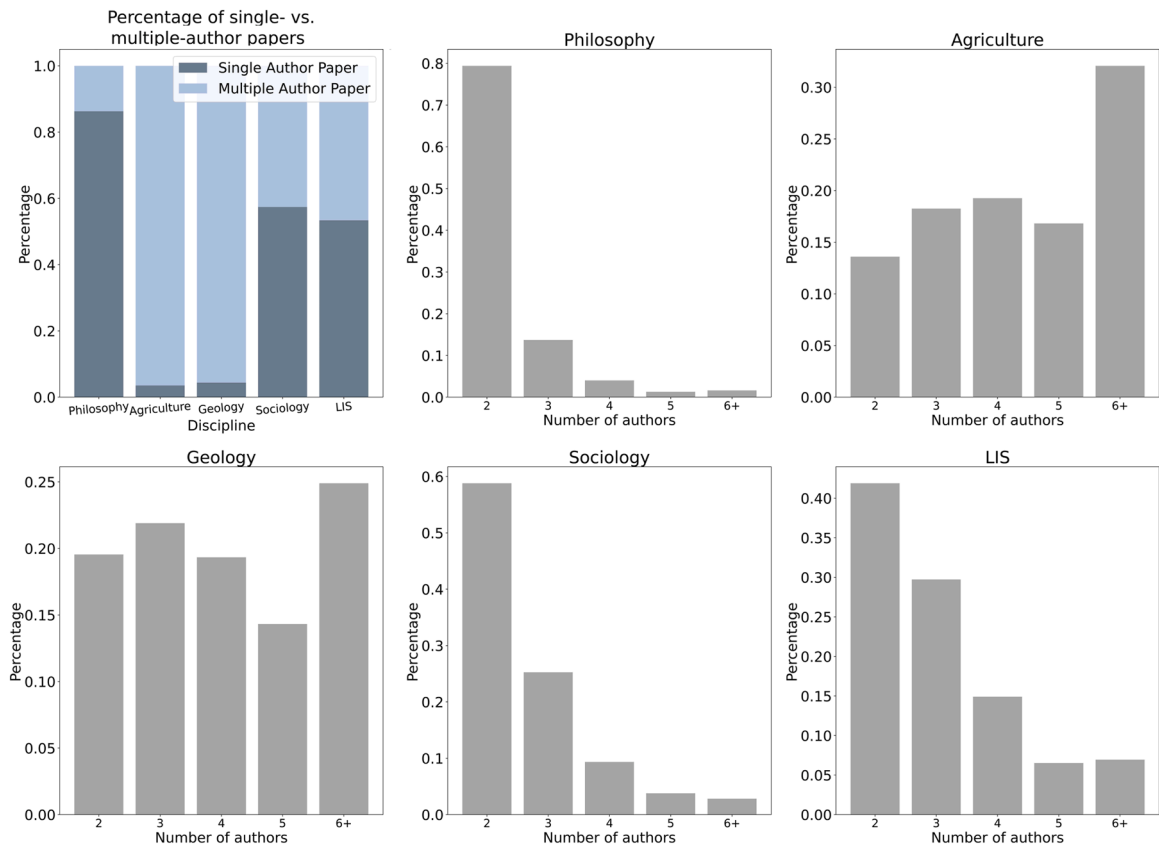 Percentage of single- vs.
multiple-author papers
Single Author Paper
Multiple Author Paper
Percentage
1.0
0.8
0.6
0.4
0.2
0.0
Philosophy Agriculture Geology Sociology LIS
Discipline
Philosophy
Percentage
0.8
0.7
0.6
0.5
0.4
0.3
0.2
0.1
0.0
2 3 4 5 6+
Number of authors
Agriculture
Percentage
0.30
0.25
0.20
0.15
0.10
0.05
0.00
2 3 4 5 6+
Number of authors
Geology
Percentage
0.25
0.20
0.15
0.10
0.05
0.00
2 3 4 5 6+
Number of authors
Sociology
Percentage
0.6
0.5
0.4
0.3
0.2
0.1
0.0
2 3 4 5 6+
Number of authors
LIS
Percentage
0.40
0.35
0.30
0.25
0.20
0.15
0.10
0.05
0.00
2 3 4 5 6+
Number of authors